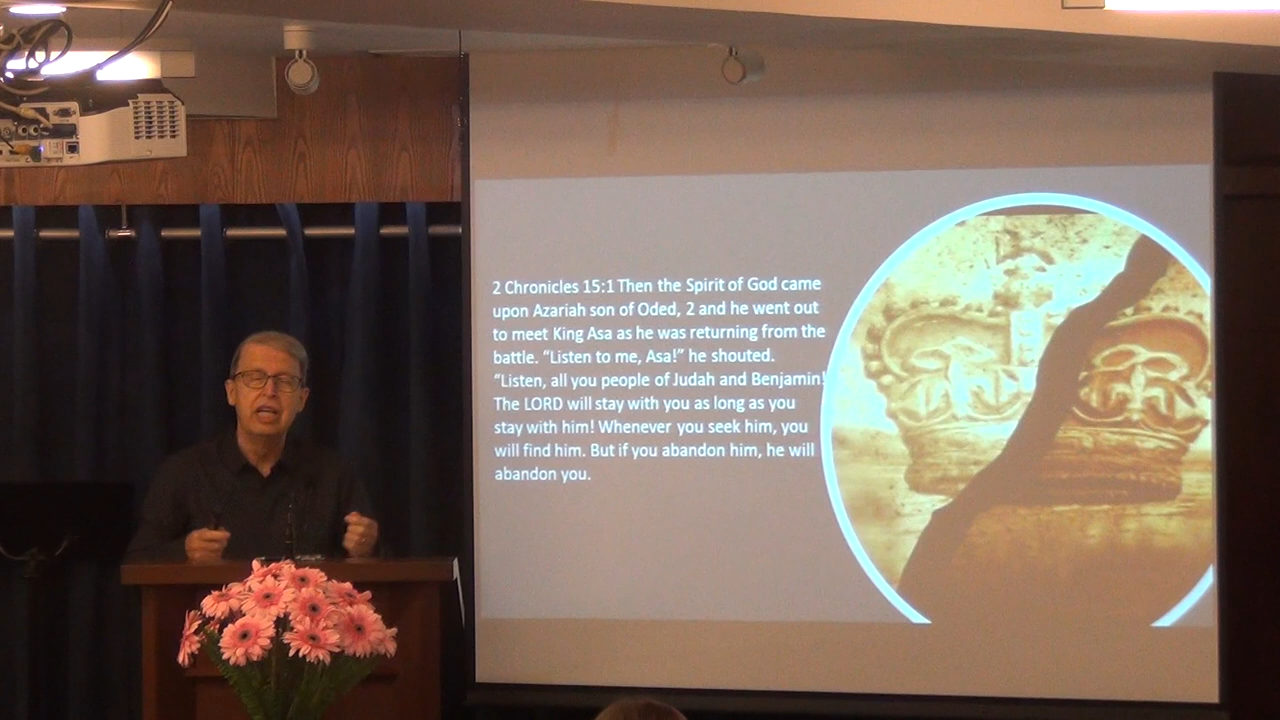 2 Chronicles 15:1 Then the Spirit of God came
upon Azariah son of Oded, 2 and he went out
to meet King Asa as he was returning from the
battle. “Listen to me, Asa!” he shouted.
“Listen, all you people of Judah and Benjamin!
The LORD will stay with you as long as you
stay with him! Whenever you seek him, you
will find him. But if you abandon him, he will
abandon you.